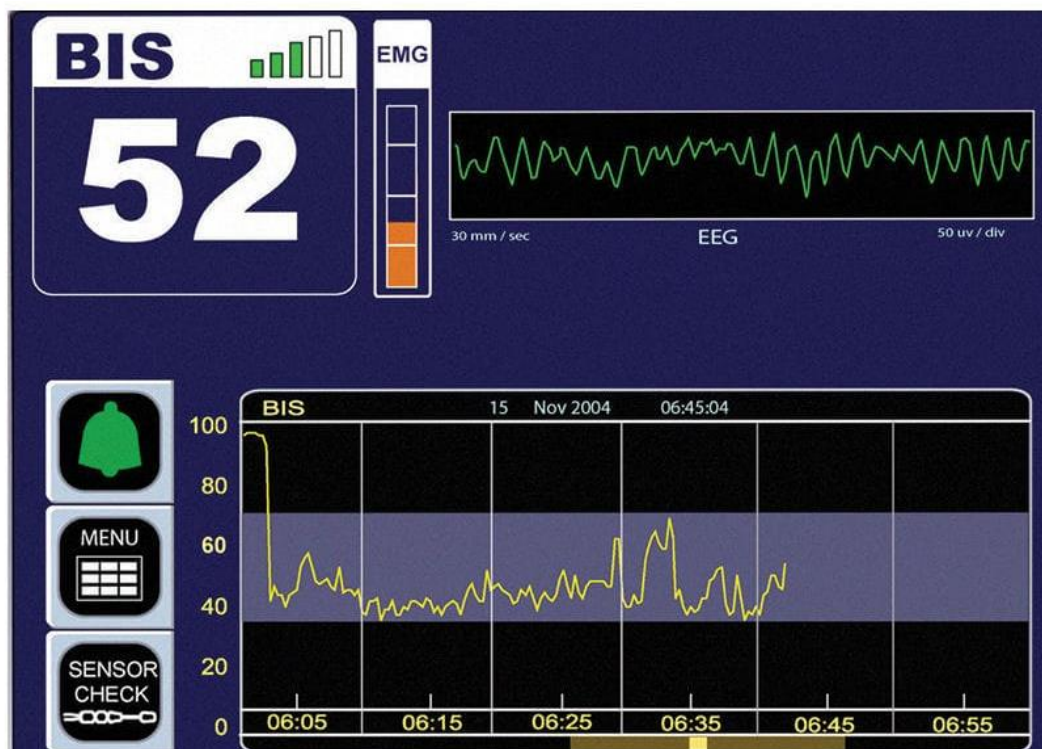 BIS
EMG
52
30 mm / sec
EEG
50 uv / div
BIS 15 Nov 2004 06:45:04
100
80
MENU
60
40
SENSOR
CHECK
20
0
06:05 06:15 06:25 06:35 06:45 06:55